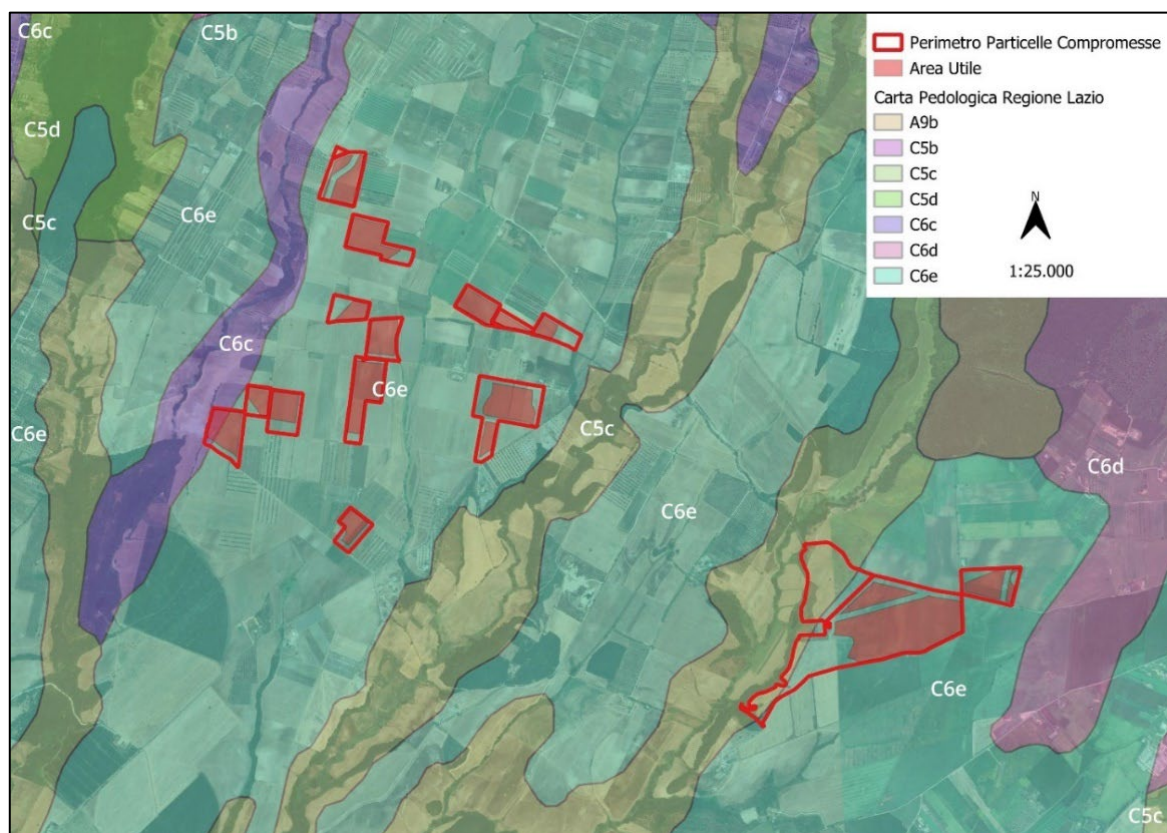 C6c
C5b
Perimetro Particelle Compromesse
Area Utile
Carta Pedologica Regione Lazio
A9b
C5b
C5c
C5d
C6c
C6d
C6e
N
1:25.000
C5d
C6e
C5c
C6c
C6e
C5c
C6e
C6d
C6e
C6e
C5c